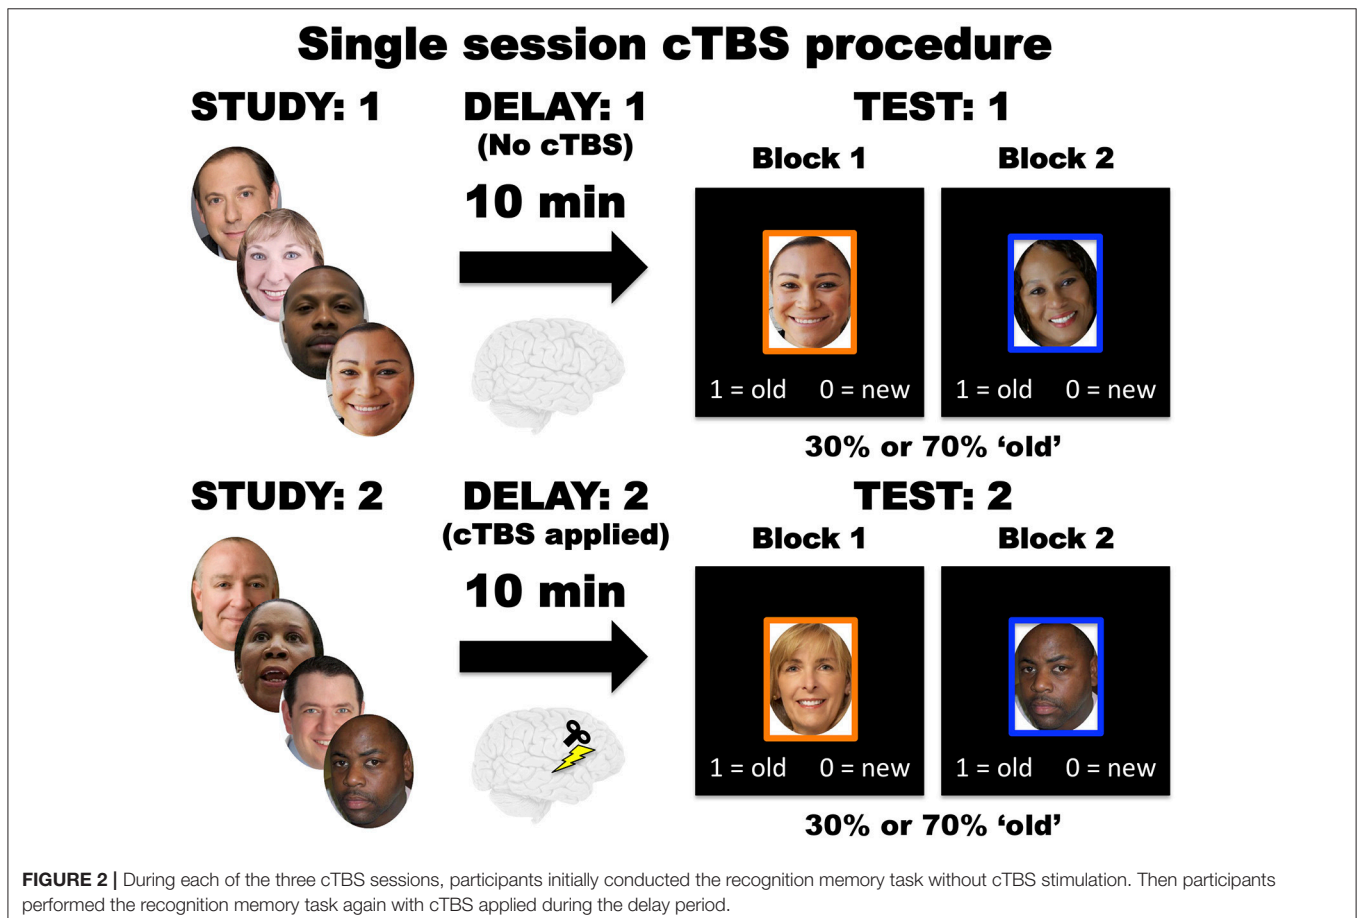 Single session cTBS procedure
STUDY: 1
DELAY: 1
(No cTBS)
10 min
TEST: 1
Block 1
Block 2
1 = old 0 = new
1 = old 0 = new
30% or 70% ‘old’
STUDY: 2
DELAY: 2
(cTBS applied)
10 min
TEST: 2
Block 1
Block 2
1 = old 0 = new
1 = old 0 = new
30% or 70% ‘old’
FIGURE 2 | During each of the three cTBS sessions, participants initially conducted the recognition memory task without cTBS stimulation. Then participants
performed the recognition memory task again with cTBS applied during the delay period.